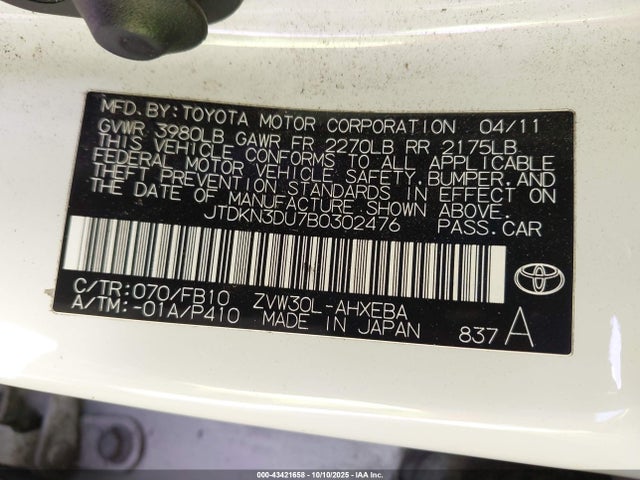 MFD.BY:TOYOTA MOTOR CORPORATION 04/11
GVWR 3980LB GAWR FR 2270LB RR 2175LB
THIS VEHICLE CONFORMS TO ALL APPLICABLE
FEDERAL MOTOR VEHICLE SAFETY,BUMPER,AND
THEFT PREVENTION STANDARDS IN EFFECT ON
THE DATE OF MANUFACTURE SHOWN ABOVE.
JTDKN3DU7B0302476 PASS.CAR
C/TR:070/FB10 ZVW30L-AHXEBA
A/TM:-01A/P410 MADE IN JAPAN 837 A
000-43421658 | 10/10/2025 | IAA Inc.